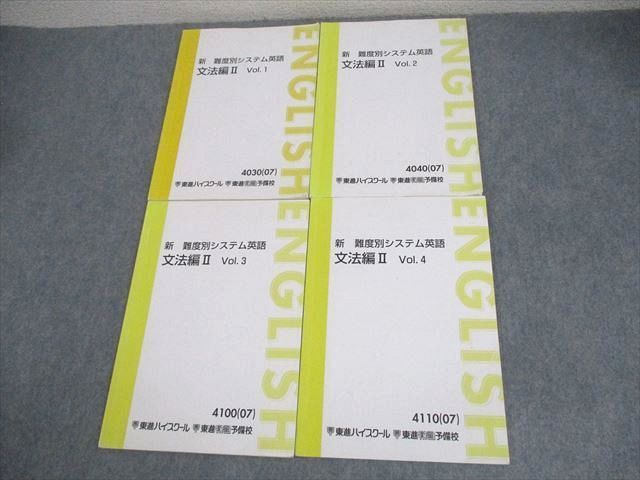 新 難度別システム英語
文法編Ⅱ Vol. 1
4030(07)
東進ハイスクール 東進衛星予備校
ENGLISH
新 難度別システム英語
文法編Ⅱ Vol. 2
4040(07)
東進ハイスクール 東進衛星予備校
ENGLISH
新 難度別システム英語
文法編Ⅱ Vol. 3
4100(07)
東進ハイスクール 東進衛星予備校
ENGLISH
新 難度別システム英語
文法編Ⅱ Vol. 4
4110(07)
東進ハイスクール 東進衛星予備校
ENGLISH